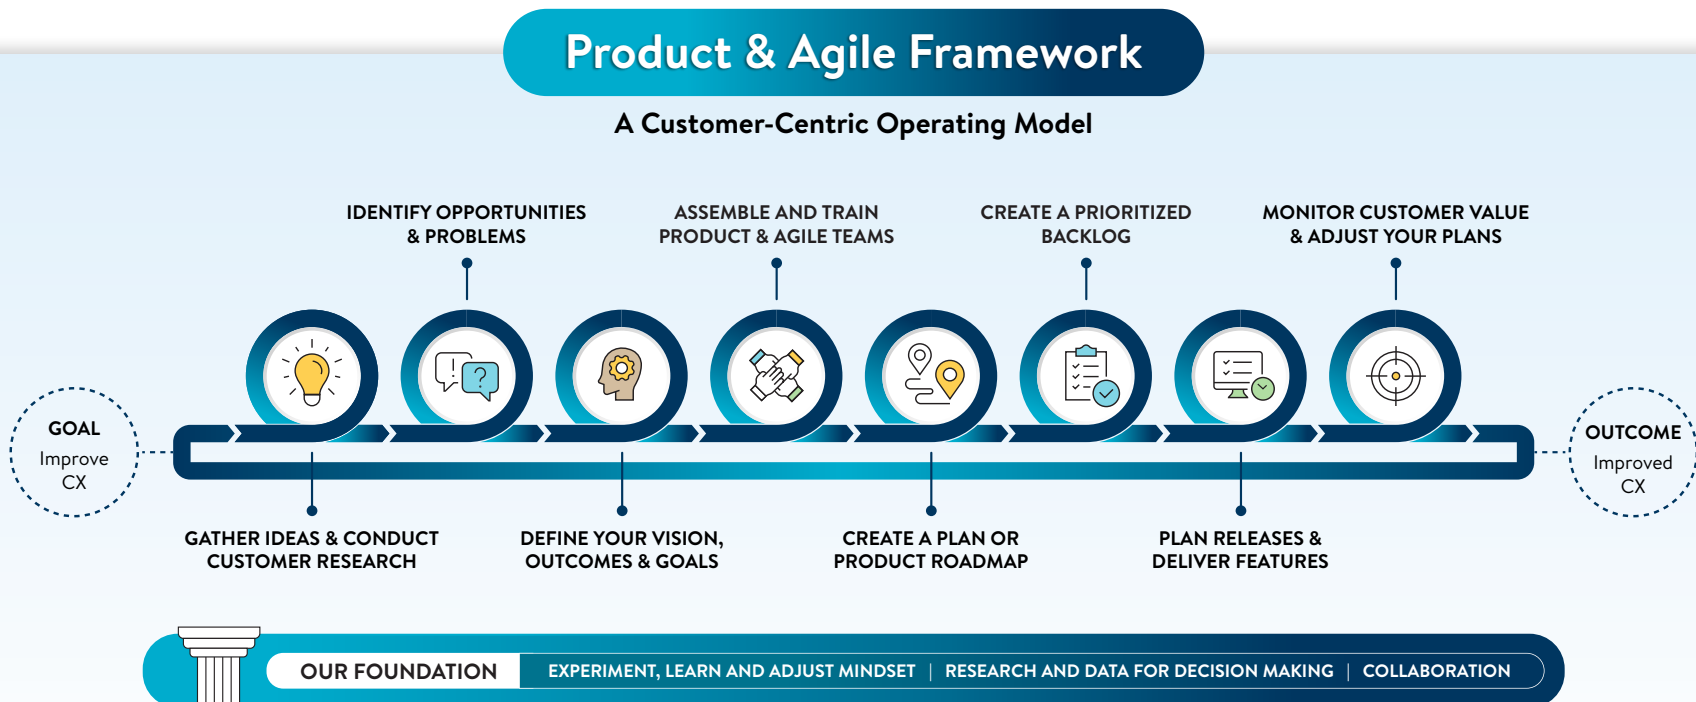 Product & Agile Framework
A Customer-Centric Operating Model
IDENTIFY OPPORTUNITIES
& PROBLEMS
ASSEMBLE AND TRAIN
PRODUCT & AGILE TEAMS
CREATE A PRIORITIZED
BACKLOG
MONITOR CUSTOMER VALUE
& ADJUST YOUR PLANS
GOAL
Improve
CX
OUTCOME
Improved
CX
GATHER IDEAS & CONDUCT
CUSTOMER RESEARCH
DEFINE YOUR VISION,
OUTCOMES & GOALS
CREATE A PLAN OR
PRODUCT ROADMAP
PLAN RELEASES &
DELIVER FEATURES
OUR FOUNDATION
EXPERIMENT, LEARN AND ADJUST MINDSET | RESEARCH AND DATA FOR DECISION MAKING | COLLABORATION